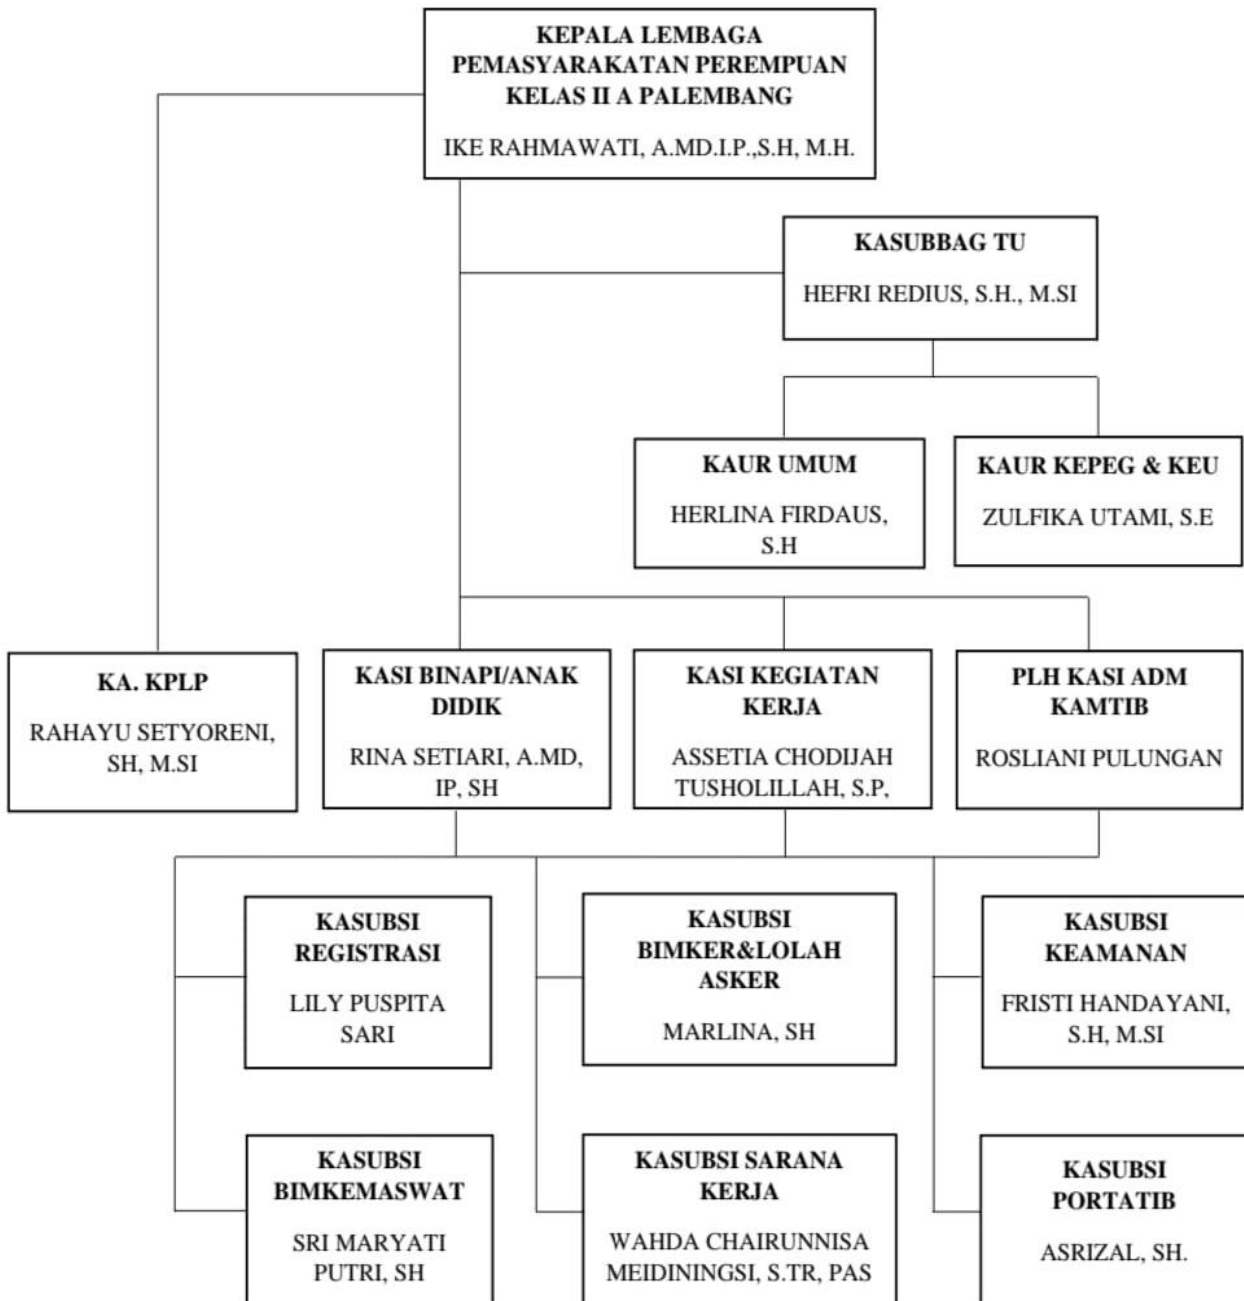 KEPALA LEMBAGA
PEMASYARAKATAN PEREMPUAN
KELAS II A PALEMBANG
IKE RAHMAWATI, A.MD.I.P.,S.H, M.H.
KASUBBAG TU
HEFRI REDIUS, S.H., M.SI
KAUR UMUM
HERLINA FIRDAUS,
S.H
KAUR KEPEG & KEU
ZULFIKA UTAMI, S.E
KA. KPLP
RAHAYU SETYORENI,
SH, M.SI
KASI BINAPI/ANAK
DIDIK
RINA SETIARI, A.MD,
IP, SH
KASI KEGIATAN
KERJA
ASSETIA CHODIJAH
TUSHOLILLAH, S.P,
PLH KASI ADM
KAMTIB
ROSLIANI PULUNGAN
KASUBSI
REGISTRASI
LILY PUSPITA
SARI
KASUBSI
BIMKER&LOLAH
ASKER
MARLINA, SH
KASUBSI
KEAMANAN
FRISTI HANDAYANI,
S.H, M.SI
KASUBSI
BIMKEMASWAT
SRI MARYATI
PUTRI, SH
KASUBSI SARANA
KERJA
WAHDA CHAIRUNNISA
MEIDININGSI, S.TR, PAS
KASUBSI
PORTATIB
ASRIZAL, SH.